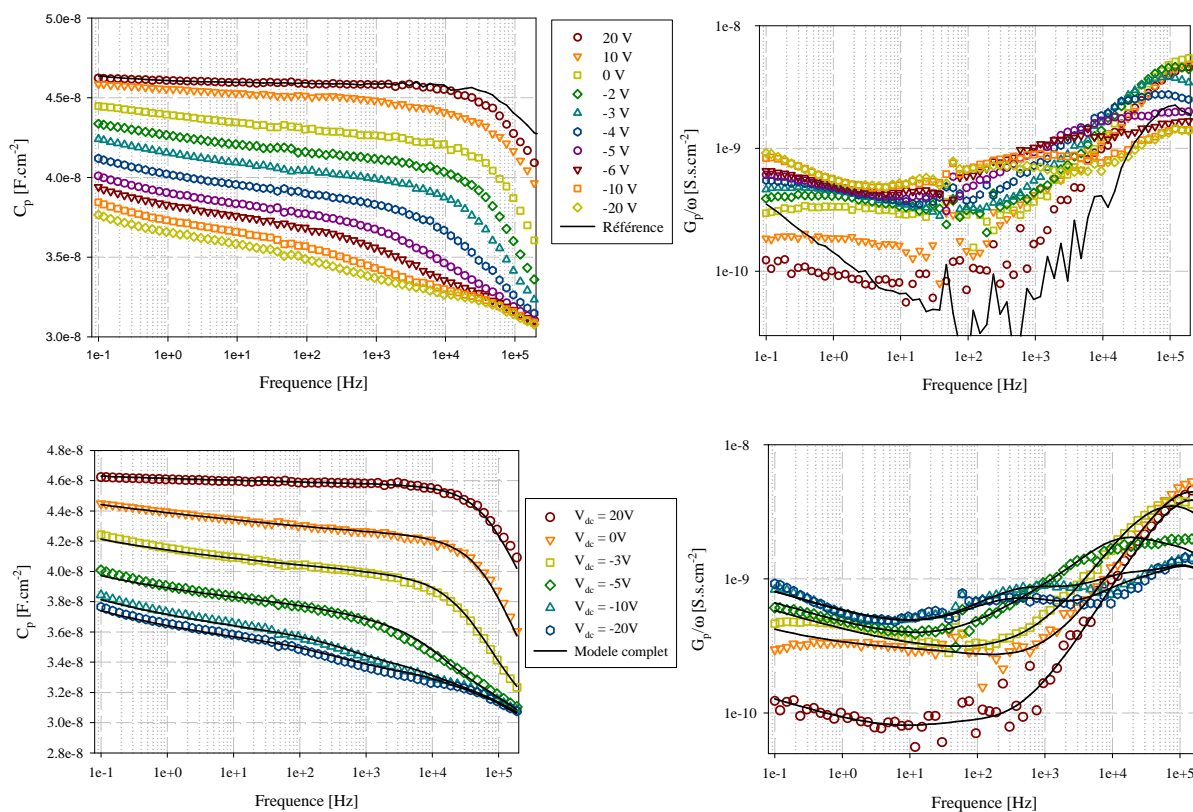 5.0e-8
4.5e-8
4.0e-8
3.5e-8
3.0e-8
C_p [F.cm⁻²]
1e-1 1e+0 1e+1 1e+2 1e+3 1e+4 1e+5
Frequence [Hz]
20 V
10 V
0 V
-2 V
-3 V
-4 V
-5 V
-6 V
-10 V
-20 V
Référence
1e-8
1e-9
1e-10
G_p/ω [S.s.cm⁻²]
1e-1 1e+0 1e+1 1e+2 1e+3 1e+4 1e+5
Frequence [Hz]
4.8e-8
4.6e-8
4.4e-8
4.2e-8
4.0e-8
3.8e-8
3.6e-8
3.4e-8
3.2e-8
3.0e-8
2.8e-8
C_p [F.cm⁻²]
1e-1 1e+0 1e+1 1e+2 1e+3 1e+4 1e+5
Frequence [Hz]
V_dc = 20V
V_dc = 0V
V_dc = -3V
V_dc = -5V
V_dc = -10V
V_dc = -20V
Modele complet
1e-8
1e-9
1e-10
G_p/ω [S.s.cm⁻²]
1e-1 1e+0 1e+1 1e+2 1e+3 1e+4 1e+5
Frequence [Hz]